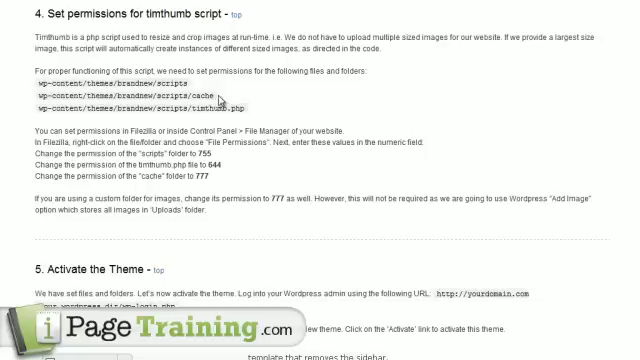 4. Set permissions for timthumb script - top
Timthumb is a php script used to resize and crop images at run-time. i.e. We do not have to upload multiple sized images for our website. If we provide a largest size
image, this script will automatically create instances of different sized images, as directed in the code.
For proper functioning of this script, we need to set permissions for the following files and folders:
wp-content/themes/brandnew/scripts
wp-content/themes/brandnew/scripts/cache
wp-content/themes/brandnew/scripts/timthumb.php
You can set permissions in Filezilla or inside Control Panel > File Manager of your website.
In Filezilla, right-click on the file/folder and choose "File Permissions". Next, enter these values in the numeric field:
Change the permission of the "scripts" folder to 755
Change the permission of the timthumb.php file to 644
Change the permission of the "cache" folder to 777
If you are using a custom folder for images, change its permission to 777 as well. However, this will not be required as we are going to use Wordpress "Add Image"
option which stores all images in 'Uploads' folder.
5. Activate the Theme - top
We have set files and folders. Let's now activate the theme. Log into your Wordpress admin using the following URL: http://yourdomain.com
/your_wordpress_dir/wp-login.php
new theme. Click on the 'Activate' link to activate this theme.
i PageTraining.com
template that removes the sidebar.